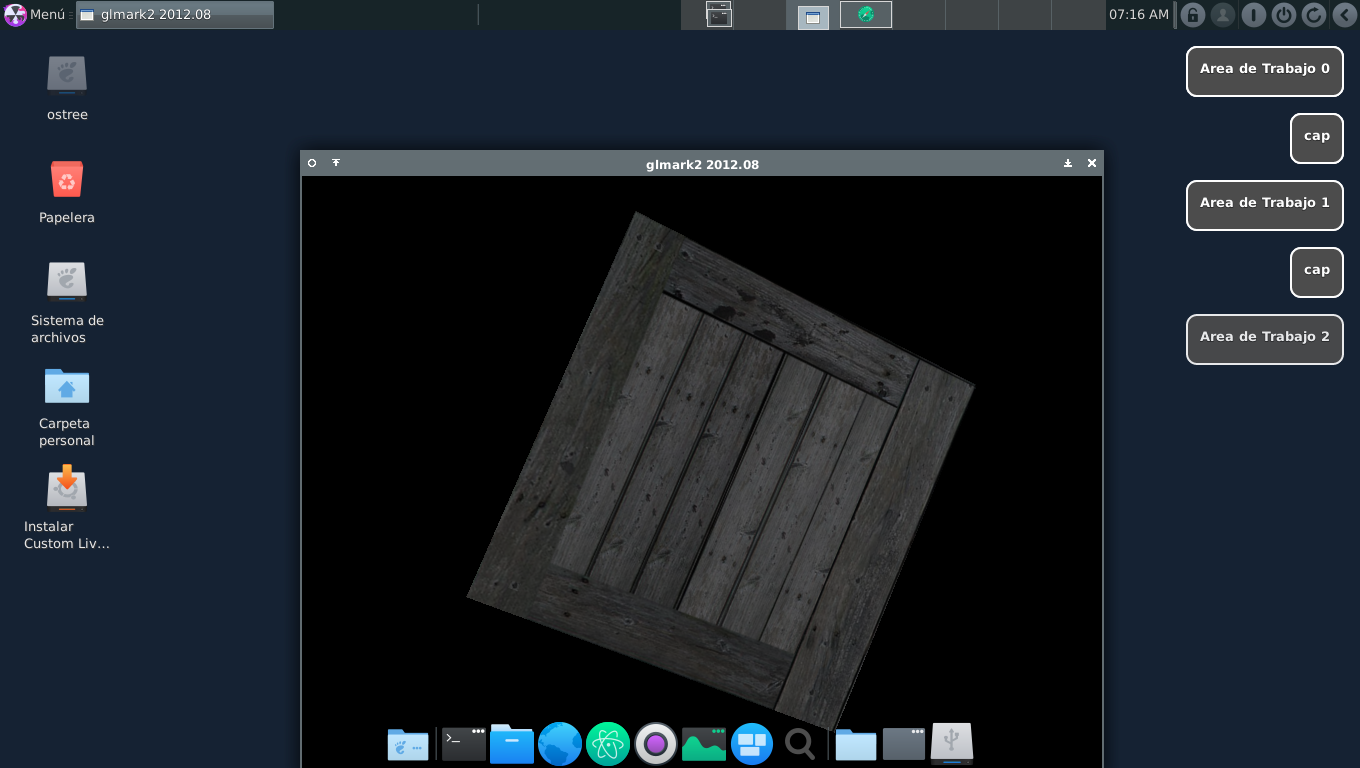 Menú
glmark2 2012.08
07:16 AM
ostree
Papelera
Sistema de
archivos
Carpeta
personal
Instalar
Custom Liv...
glmark2 2012.08
Area de Trabajo 0
cap
Area de Trabajo 1
cap
Area de Trabajo 2